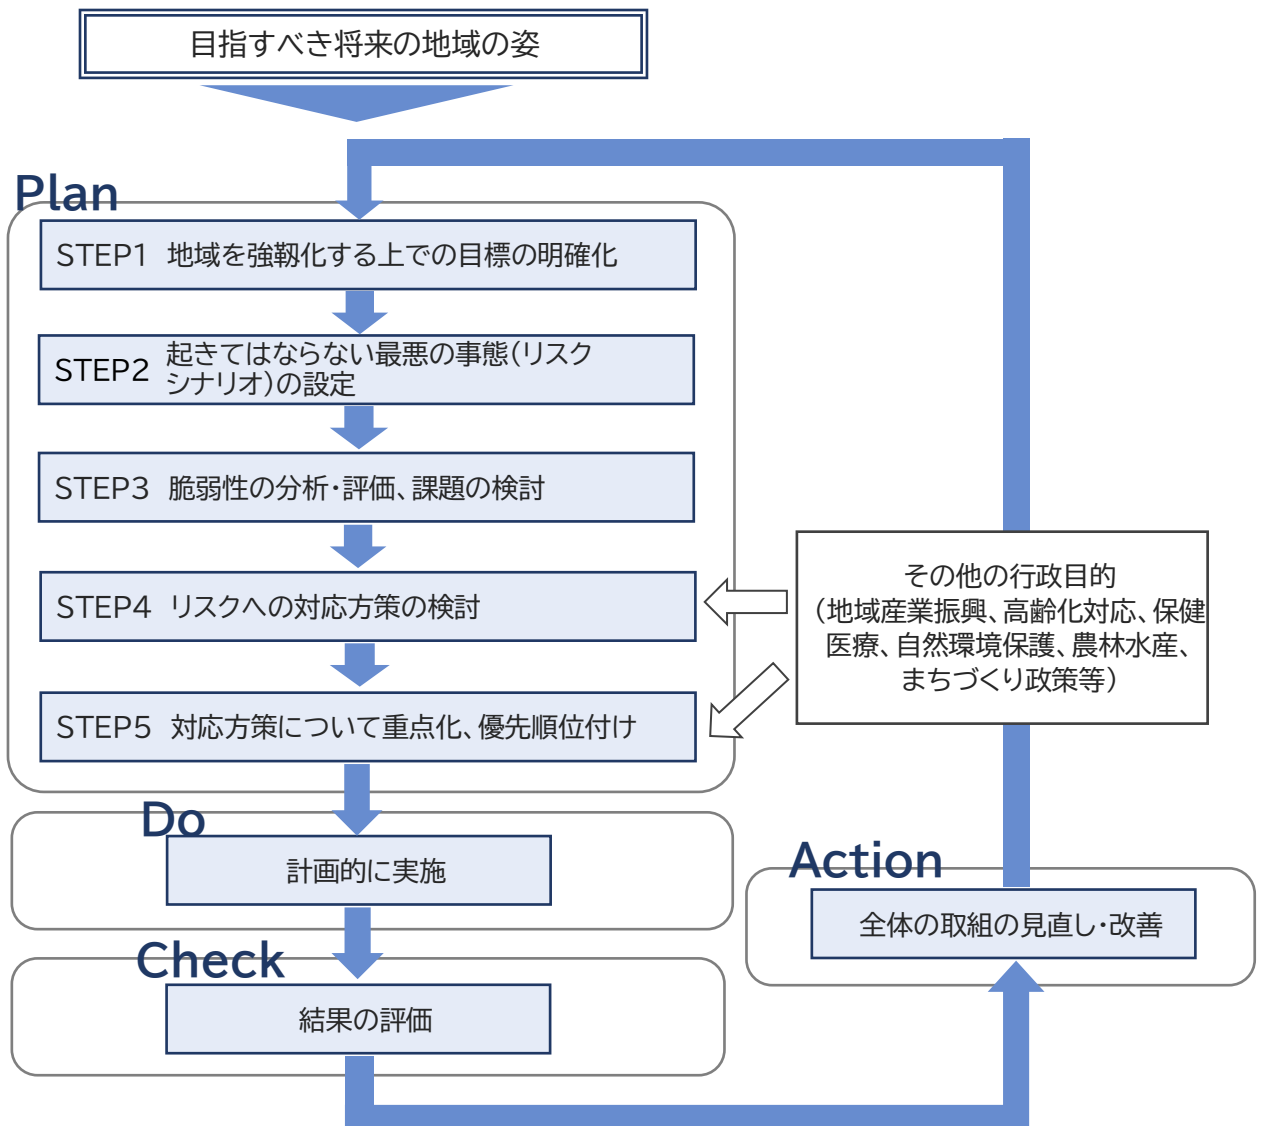 目指すべき将来の地域の姿
Plan
STEP1 地域を強靱化する上での目標の明確化
STEP2 起きてはならない最悪の事態(リスク
シナリオ)の設定
STEP3 脆弱性の分析・評価、課題の検討
STEP4 リスクへの対応方策の検討
STEP5 対応方策について重点化、優先順位付け
その他の行政目的
(地域産業振興、高齢化対応、保健
医療、自然環境保護、農林水産、
まちづくり政策等)
Do
計画的に実施
Check
結果の評価
Action
全体の取組の見直し・改善